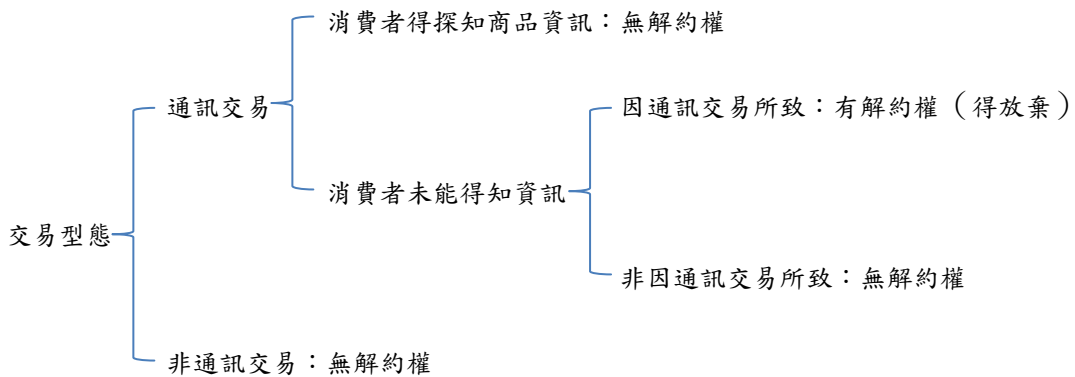 消費者得探知商品資訊：無解約權
通訊交易
因通訊交易所致：有解約權（得放棄）
消費者未能得知資訊
交易型態
非因通訊交易所致：無解約權
非通訊交易：無解約權